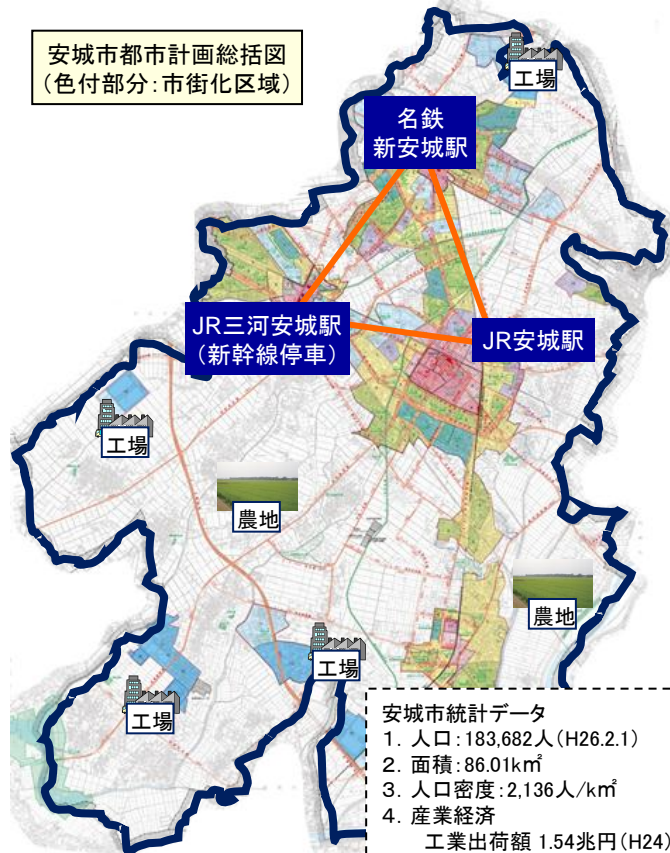 安城市都市計画総括図
（色付部分：市街化区域）
工場
名鉄
新安城駅
JR三河安城駅
（新幹線停車）
JR安城駅
工場
農地
農地
工場
工場
安城市統計データ
1. 人口：183,682人（H26.2.1）
2. 面積：86.01k㎡
3. 人口密度：2,136人/k㎡
4. 産業経済
工業出荷額 1.54兆円（H24）